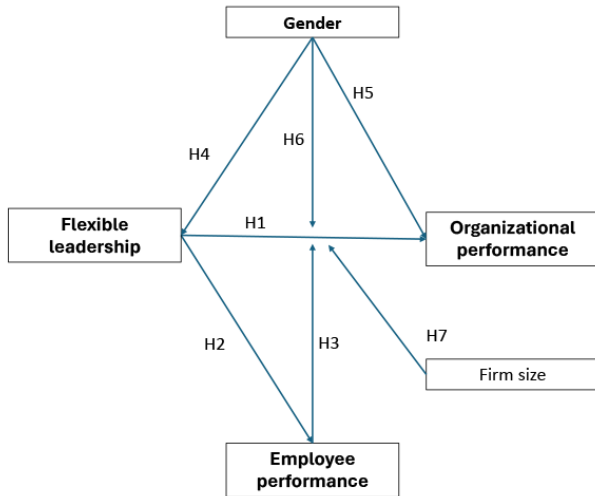 Gender
H5
H4
H6
Flexible
leadership
H1
Organizational
performance
H2
H3
H7
Firm size
Employee
performance